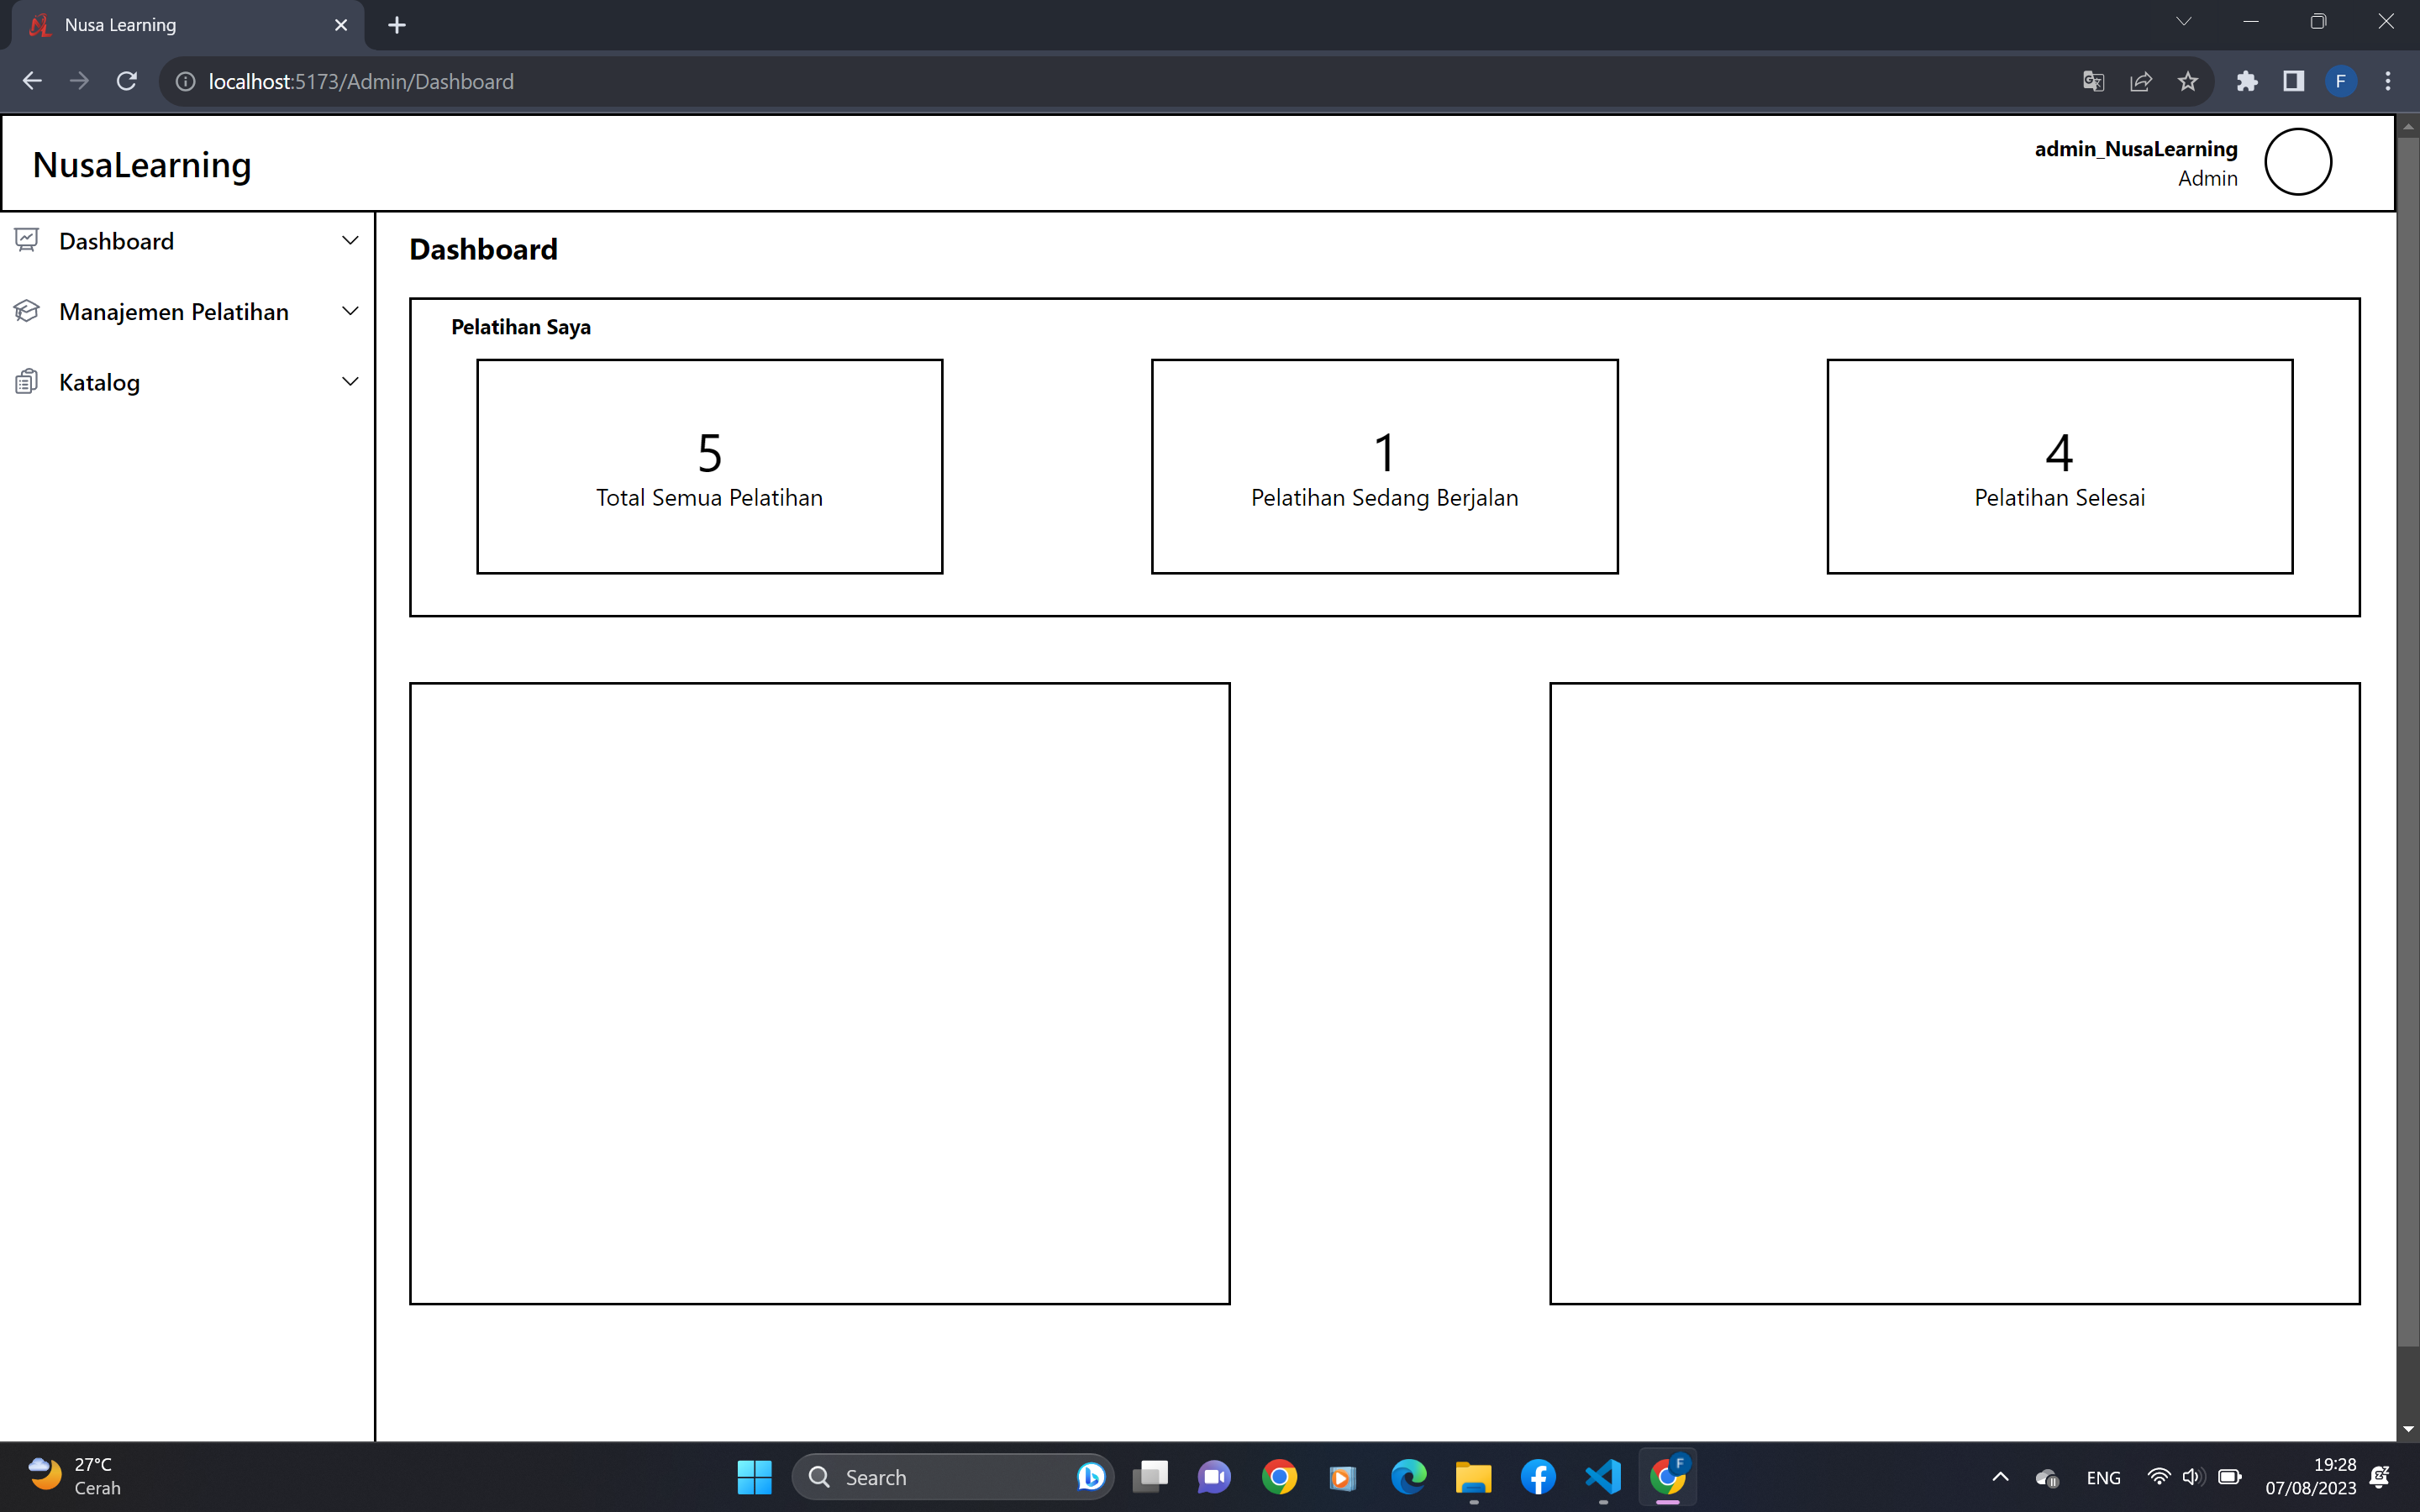 Nusa Learning
localhost:5173/Admin/Dashboard
F
NusaLearning
admin_NusaLearning
Admin
Dashboard
Manajemen Pelatihan
Katalog
Dashboard
Pelatihan Saya
5
Total Semua Pelatihan
1
Pelatihan Sedang Berjalan
4
Pelatihan Selesai
27°C
Cerah
Search
F
ENG
19:28
07/08/2023